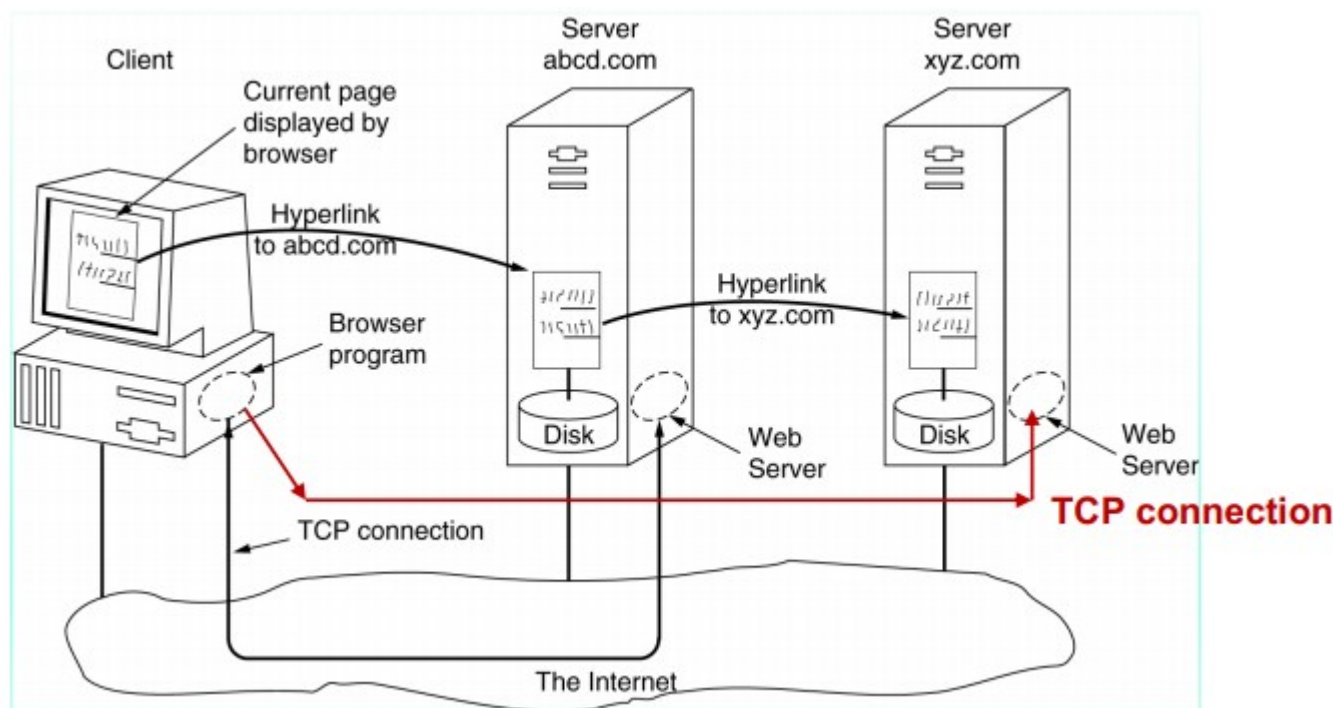 Client
Server
abcd.com
Server
xyz.com
Current page
displayed by
browser
Hyperlink
to abcd.com
Hyperlink
to xyz.com
Browser
program
Disk
Web
Server
Disk
Web
Server
TCP connection
TCP connection
The Internet